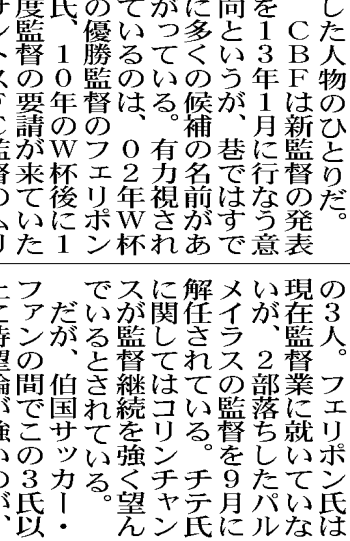 した人物のひとりだ。
ＣＢＦは新監督の発表
を１３年１月に行なう意
向というが、巷ではすで
に多くの候補の名前があ
がっている。有力視され
ているのは、０２年Ｗ杯
の優勝監督のフェリポン
氏、１０年のＷ杯後に１
度監督の要請が来ていた
の３人。フェリポン氏は
現在監督業に就いていな
いが、２部落ちしたパル
メイラスの監督を９月に
解任されている。チテ氏
に関してはコリンチャン
スが監督継続を強く望ん
でいるとされている。
だが、伯国サッカー・
ファンの間でこの３氏以